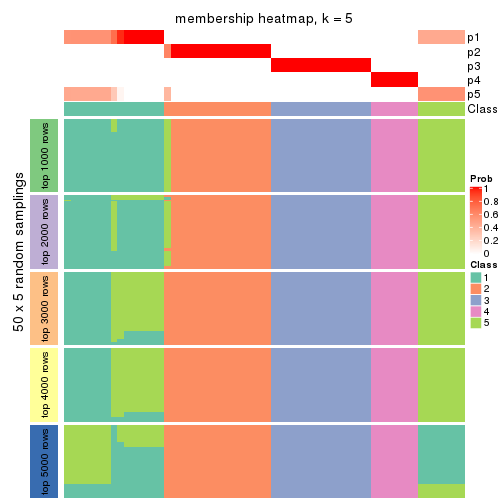 membership heatmap, k = 5
p1
p2
p3
p4
p5
Class
50 x 5 random samplings
top 1000 rows
top 2000 rows
top 3000 rows
top 4000 rows
top 5000 rows
Prob
1
0.8
0.6
0.4
0.2
0
Class
1
2
3
4
5